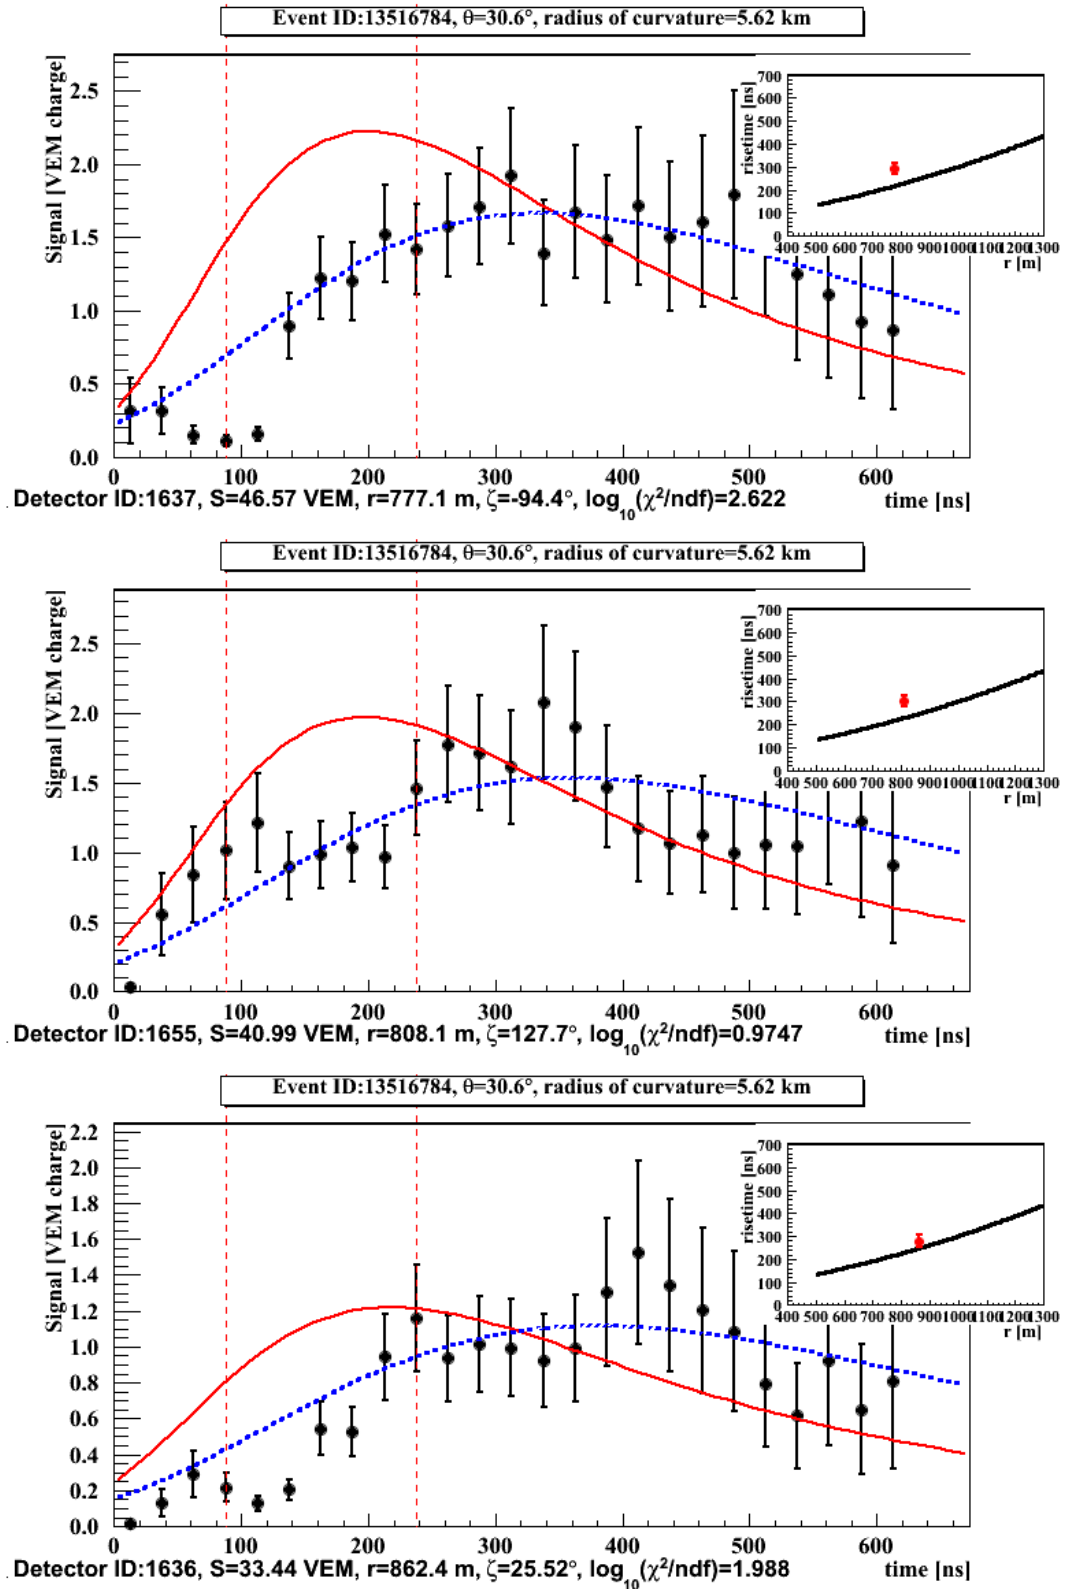 Event ID:13516784, θ=30.6°, radius of curvature=5.62 km
Signal [VEM charge]
2.5
2.0
1.5
1.0
0.5
0.0
0 100 200 300 400 500 600
time [ns]
risetime [ns]
700
600
500
400
300
200
100
0
400 500 600 700 800 900 1000 1100 1200 1300
r [m]
Detector ID:1637, S=46.57 VEM, r=777.1 m, ζ=-94.4°, log10(χ²/ndf)=2.622
Event ID:13516784, θ=30.6°, radius of curvature=5.62 km
Signal [VEM charge]
2.5
2.0
1.5
1.0
0.5
0.0
0 100 200 300 400 500 600
time [ns]
risetime [ns]
700
600
500
400
300
200
100
0
400 500 600 700 800 900 1000 1100 1200 1300
r [m]
Detector ID:1655, S=40.99 VEM, r=808.1 m, ζ=127.7°, log10(χ²/ndf)=0.9747
Event ID:13516784, θ=30.6°, radius of curvature=5.62 km
Signal [VEM charge]
2.2
2.0
1.8
1.6
1.4
1.2
1.0
0.8
0.6
0.4
0.2
0.0
0 100 200 300 400 500 600
time [ns]
risetime [ns]
700
600
500
400
300
200
100
0
400 500 600 700 800 900 1000 1100 1200 1300
r [m]
Detector ID:1636, S=33.44 VEM, r=862.4 m, ζ=25.52°, log10(χ²/ndf)=1.988